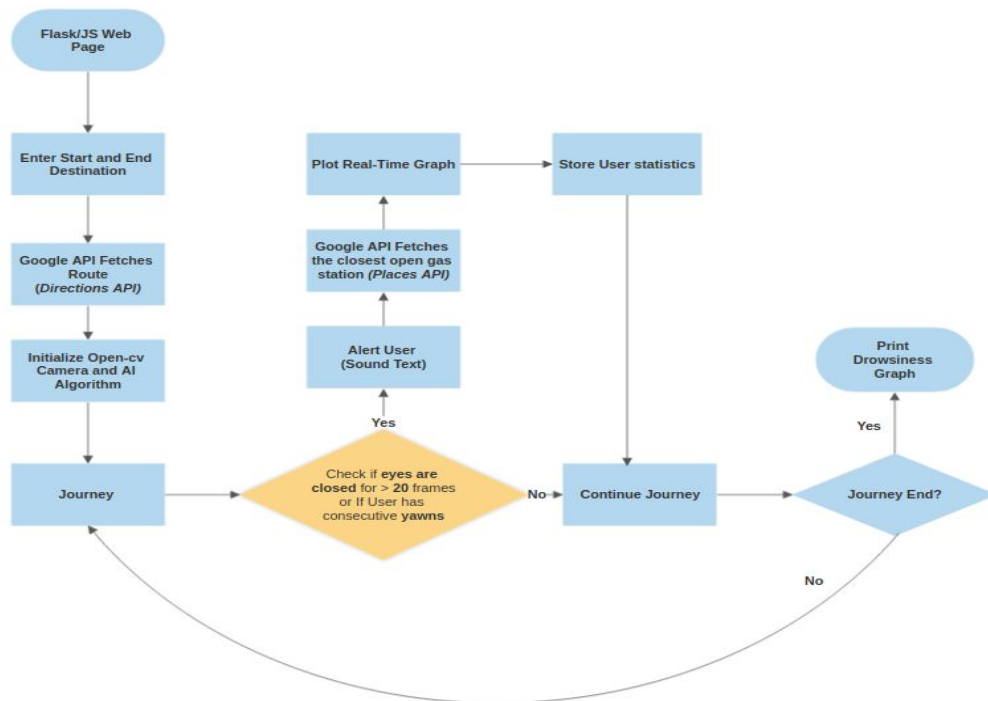 Flask/JS Web
Page
Enter Start and End
Destination
Google API Fetches
Route
(Directions API)
Initialize Open-cv
Camera and AI
Algorithm
Journey
Check if eyes are
closed for > 20 frames
or If User has
consecutive yawns
Yes
Alert User
(Sound Text)
Google API Fetches
the closest open gas
station (Places API)
Plot Real-Time Graph
Store User statistics
No
Continue Journey
Journey End?
Yes
Print
Drowsiness
Graph
No